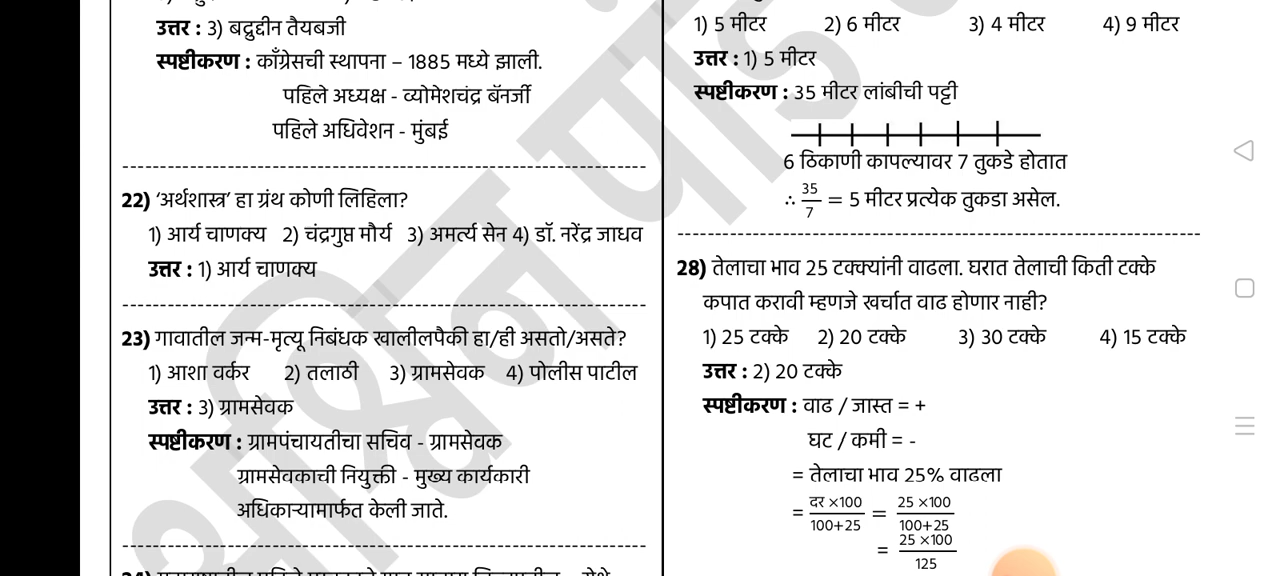 उत्तर : 3) बद्रुद्दीन तैयबजी
स्पष्टीकरण : काँग्रेसची स्थापना – 1885 मध्ये झाली.
पहिले अध्यक्ष - व्योमेशचंद्र बॅनर्जी
पहिले अधिवेशन - मुंबई
22) ‘अर्थशास्त्र’ हा ग्रंथ कोणी लिहिला?
1) आर्य चाणक्य 2) चंद्रगुप्त मौर्य 3) अमर्त्य सेन 4) डॉ. नरेंद्र जाधव
उत्तर : 1) आर्य चाणक्य
23) गावातील जन्म-मृत्यू निबंधक खालीलपैकी हा/ही असतो/असते?
1) आशा वर्कर 2) तलाठी 3) ग्रामसेवक 4) पोलीस पाटील
उत्तर : 3) ग्रामसेवक
स्पष्टीकरण : ग्रामपंचायतीचा सचिव - ग्रामसेवक
ग्रामसेवकाची नियुक्ती - मुख्य कार्यकारी
अधिकाऱ्यामार्फत केली जाते.
1) 5 मीटर 2) 6 मीटर 3) 4 मीटर 4) 9 मीटर
उत्तर : 1) 5 मीटर
स्पष्टीकरण : 35 मीटर लांबीची पट्टी
6 ठिकाणी कापल्यावर 7 तुकडे होतात
∴ 35/7 = 5 मीटर प्रत्येक तुकडा असेल.
28) तेलाचा भाव 25 टक्क्यांनी वाढला. घरात तेलाची किती टक्के
कपात करावी म्हणजे खर्चात वाढ होणार नाही?
1) 25 टक्के 2) 20 टक्के 3) 30 टक्के 4) 15 टक्के
उत्तर : 2) 20 टक्के
स्पष्टीकरण : वाढ / जास्त = +
घट / कमी = -
= तेलाचा भाव 25% वाढला
= दर ×100/100+25 = 25 ×100/100+25
= 25 ×100/125